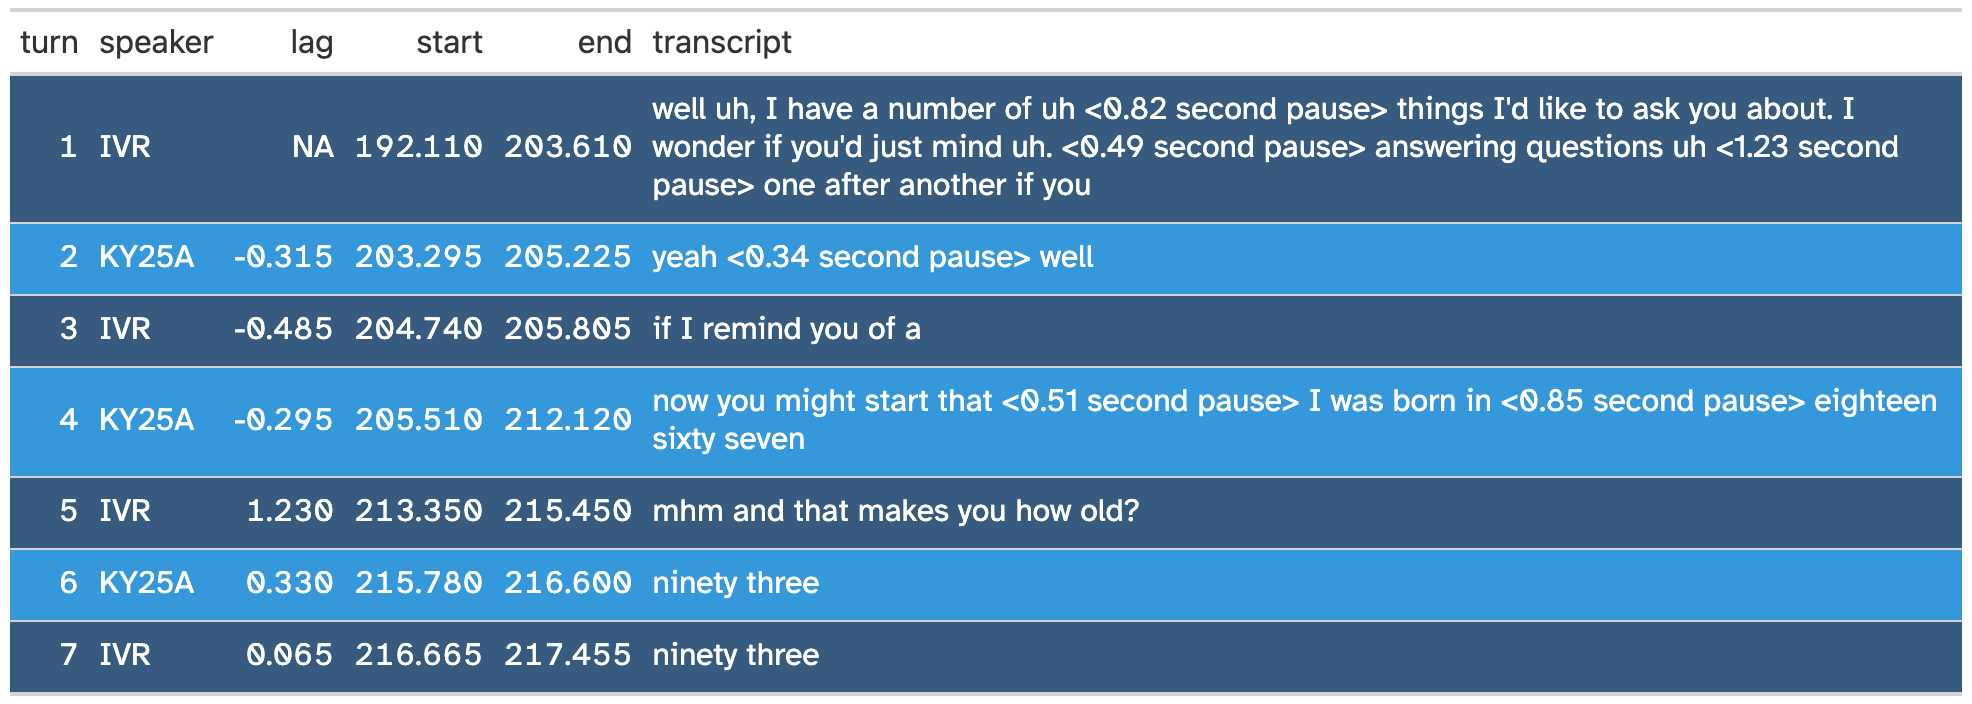 turn speaker lag start end transcript
well uh, I have a number of uh <0.82 second pause> things I'd like to ask you about. I
1 IVR NA 192.110 203.610 wonder if you'd just mind uh. <0.49 second pause> answering questions uh <1.23 second
pause> one after another if you
2 KY25A -0.315 203.295 205.225 yeah <0.34 second pause> well
3 IVR -0.485 204.740 205.805 if I remind you of a
now you might start that <0.51 second pause> I was born in <0.85 second pause> eighteen
4 KY25A -0.295 205.510 212.120
sixty seven
5 IVR 1.230 213.350 215.450 mhm and that makes you how old?
6 KY25A 0.330 215.780 216.600 ninety three
7 IVR 0.065 216.665 217.455 ninety three